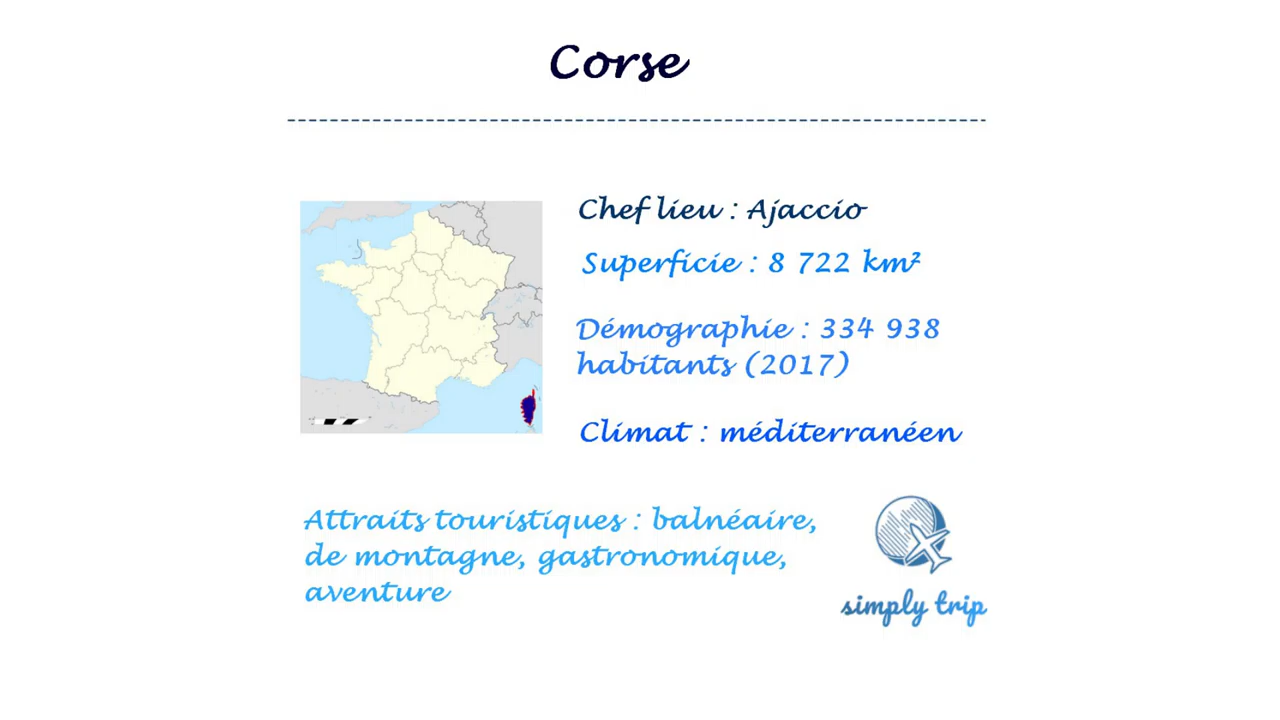 Corse
Chef lieu : Ajaccio
Superficie : 8 722 km²
Démographie : 334 938
habitants (2017)
Climat : méditerranéen
Attraits touristiques : balnéaire,
de montagne, gastronomique,
aventure
simply trip